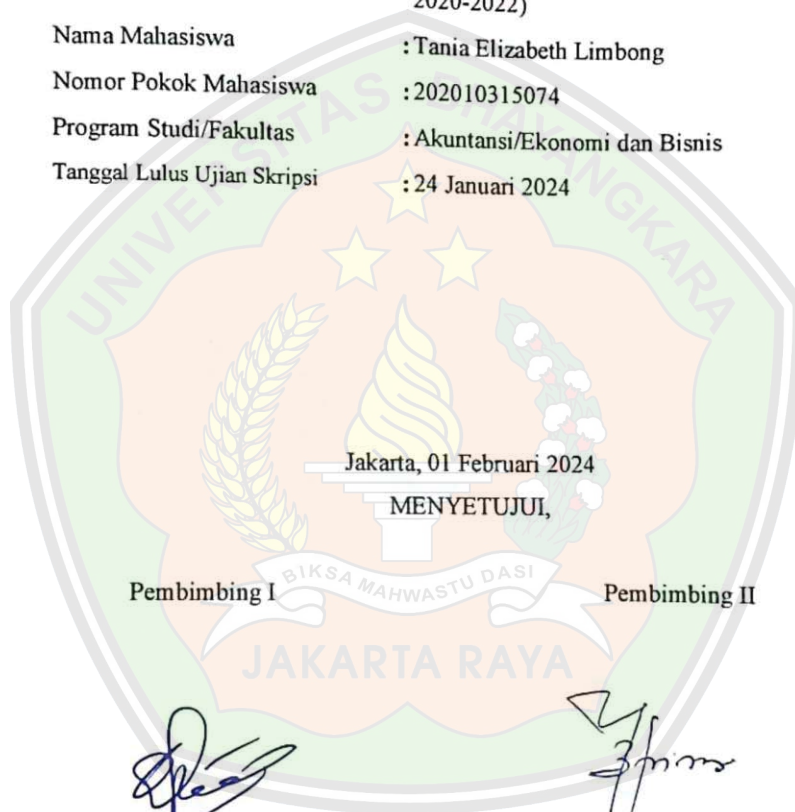 2020-2022)
Nama Mahasiswa : Tania Elizabeth Limbong
Nomor Pokok Mahasiswa : 202010315074
Program Studi/Fakultas : Akuntansi/Ekonomi dan Bisnis
Tanggal Lulus Ujian Skripsi : 24 Januari 2024
UNIVERSITAS BHAYANGKARA
Jakarta, 01 Februari 2024
MENYETUJUI,
BIKSA MAHWASTU DASI
Pembimbing I Pembimbing II
JAKARTA RAYA